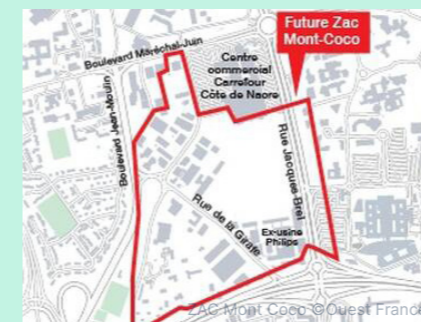 Future Zac
Mont-Coco
Boulevard Maréchal-Juin
Centre
commercial
Carrefour
Côte de Nacre
Boulevard Jean-Moulin
Rue Jacques-Brel
Rue de la Girafe
Ex-usine
Philips
ZAC Mont Coco ©Ouest France